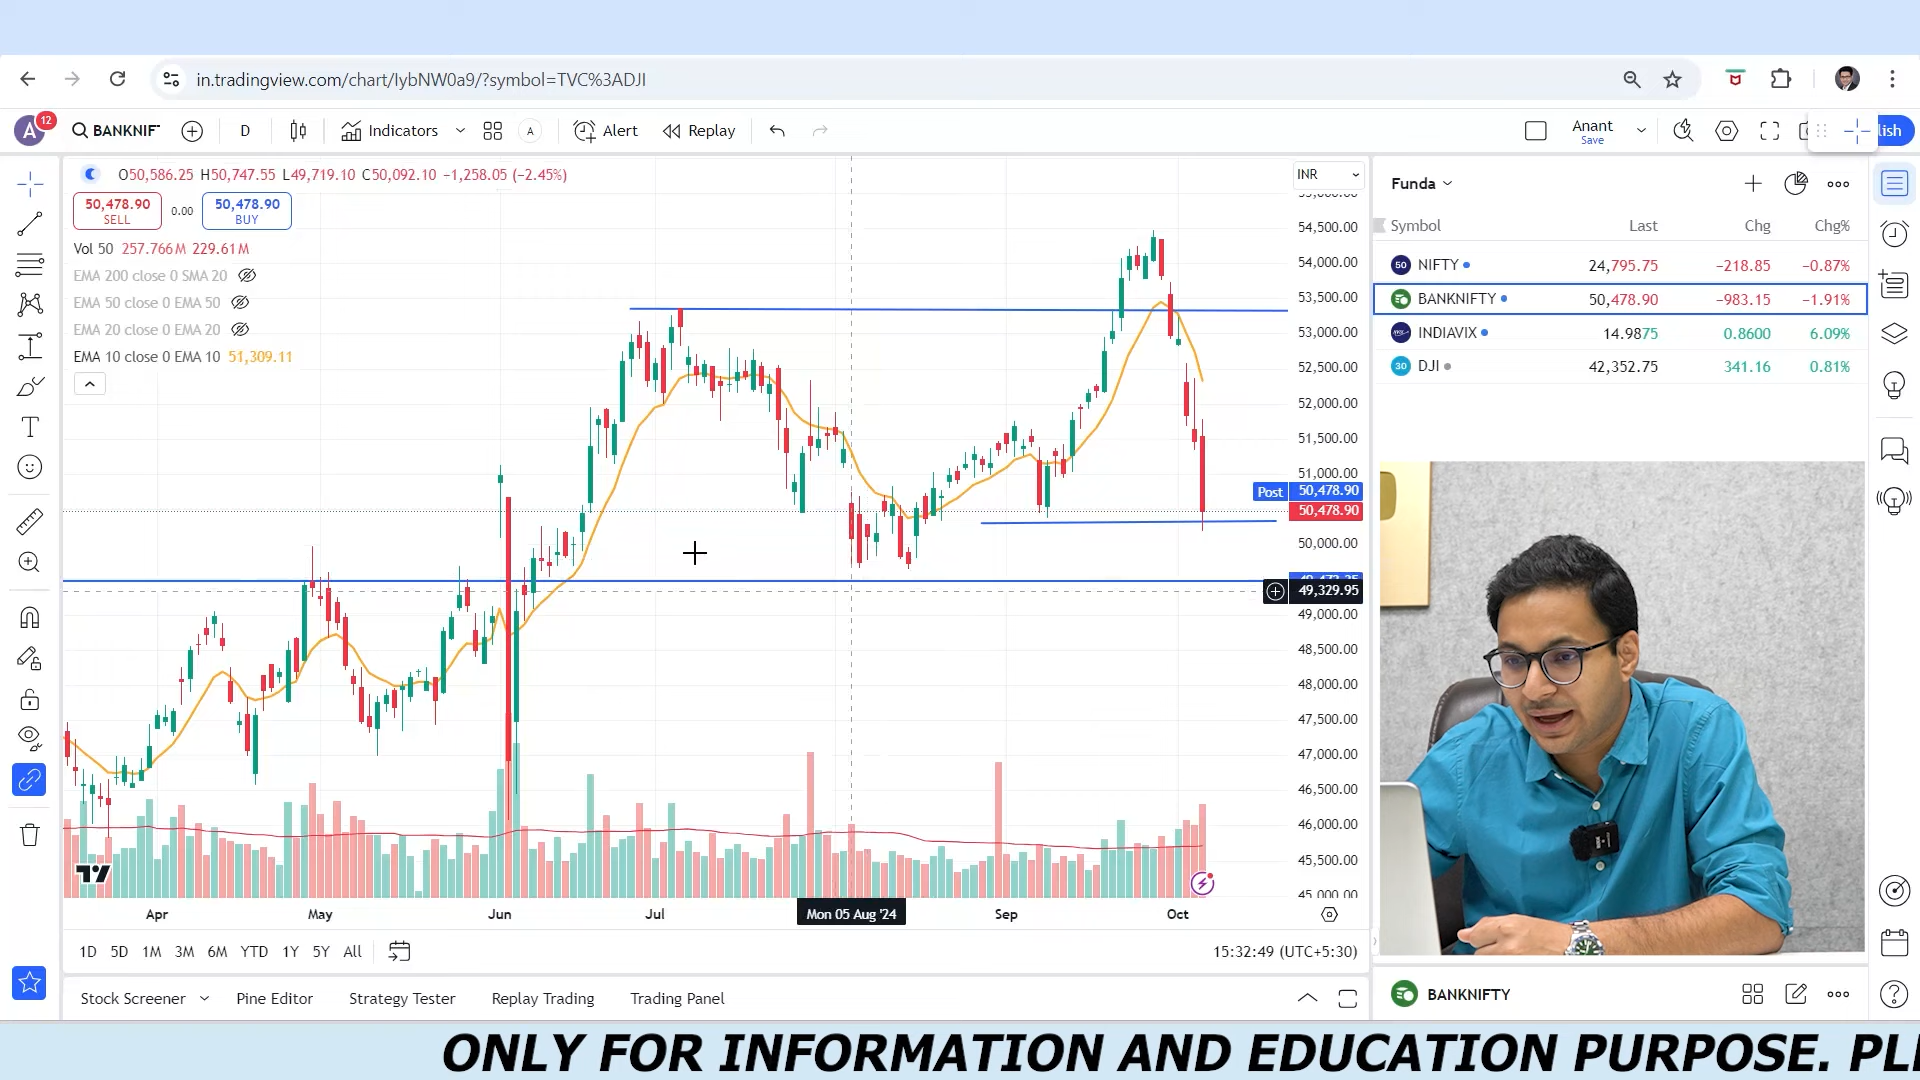 in.tradingview.com/chart/IybNW0a9/?symbol=TVC%3ADJI
A 12 BANKNIF D Indicators A Alert Replay Anant Save lish
O50,586.25 H50,747.55 L49,719.10 C50,092.10 −1,258.05 (−2.45%)
INR
50,478.90 SELL 0.00 50,478.90 BUY
Vol 50 257.766M 229.61M
EMA 200 close 0 SMA 20
EMA 50 close 0 EMA 50
EMA 20 close 0 EMA 20
EMA 10 close 0 EMA 10 51,309.11
54,500.00
54,000.00
53,500.00
53,000.00
52,500.00
52,000.00
51,500.00
51,000.00
Post 50,478.90
50,478.90
50,000.00
49,329.95
49,000.00
48,500.00
48,000.00
47,500.00
47,000.00
46,500.00
46,000.00
45,500.00
45,000.00
Apr May Jun Jul Mon 05 Aug '24 Sep Oct
1D 5D 1M 3M 6M YTD 1Y 5Y All 15:32:49 (UTC+5:30)
Stock Screener Pine Editor Strategy Tester Replay Trading Trading Panel
Funda
Symbol Last Chg Chg%
50 NIFTY 24,795.75 −218.85 −0.87%
BANKNIFTY 50,478.90 −983.15 −1.91%
INDIAVIX 14.9875 0.8600 6.09%
30 DJI 42,352.75 341.16 0.81%
BANKNIFTY
ONLY FOR INFORMATION AND EDUCATION PURPOSE. PL